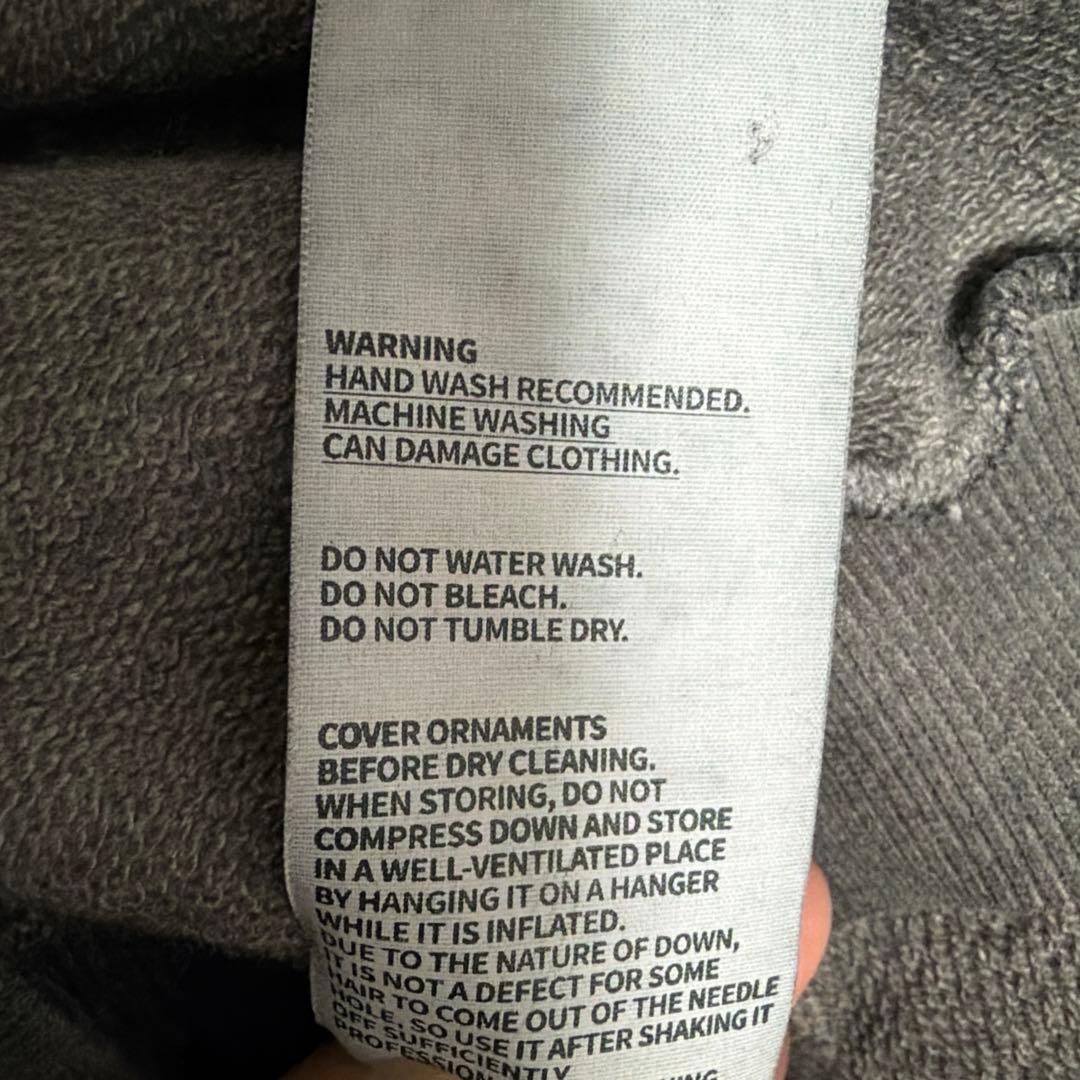 WARNING
HAND WASH RECOMMENDED.
MACHINE WASHING
CAN DAMAGE CLOTHING.
DO NOT WATER WASH.
DO NOT BLEACH.
DO NOT TUMBLE DRY.
COVER ORNAMENTS
BEFORE DRY CLEANING.
WHEN STORING, DO NOT
COMPRESS DOWN AND STORE
IN A WELL-VENTILATED PLACE
BY HANGING IT ON A HANGER
WHILE IT IS INFLATED.
DUE TO THE NATURE OF DOWN,
IT IS NOT A DEFECT FOR SOME
HAIR TO COME OUT OF THE NEEDLE
HOLE, SO USE IT AFTER SHAKING IT
OFF SUFFICIENTLY